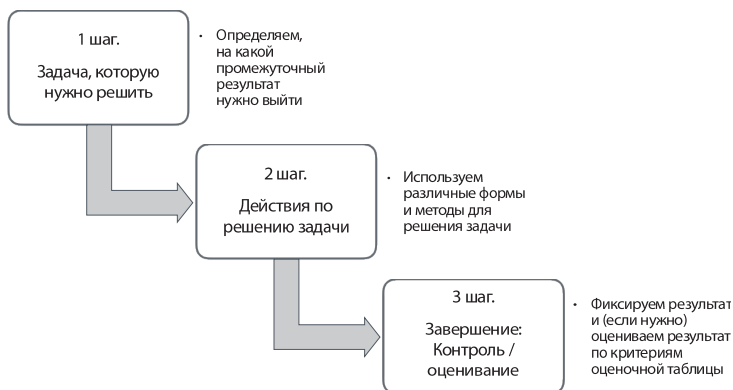 1 шаг.
Задача, которую
нужно решить
• Определяем,
на какой
промежуточный
результат
нужно выйти
2 шаг.
Действия по
решению задачи
• Используем
различные формы
и методы для
решения задачи
3 шаг.
Завершение:
Контроль /
оценивание
• Фиксируем результат
и (если нужно)
оцениваем результат
по критериям
оценочной таблицы